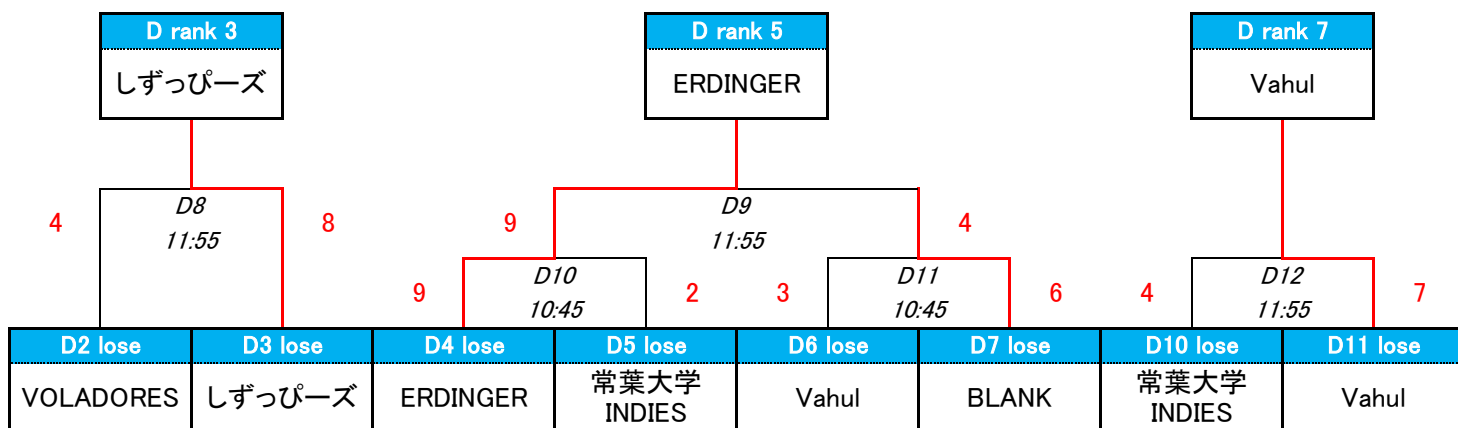 D rank 3
D rank 5
D rank 7
しずっぴーズ
ERDINGER
Vahul
4
D8
11:55
8
9
D9
11:55
4
9
D10
10:45
2
3
D11
10:45
6
4
D12
11:55
7
D2 lose
D3 lose
D4 lose
D5 lose
D6 lose
D7 lose
D10 lose
D11 lose
VOLADORES
しずっぴーズ
ERDINGER
常葉大学
INDIES
Vahul
BLANK
常葉大学
INDIES
Vahul